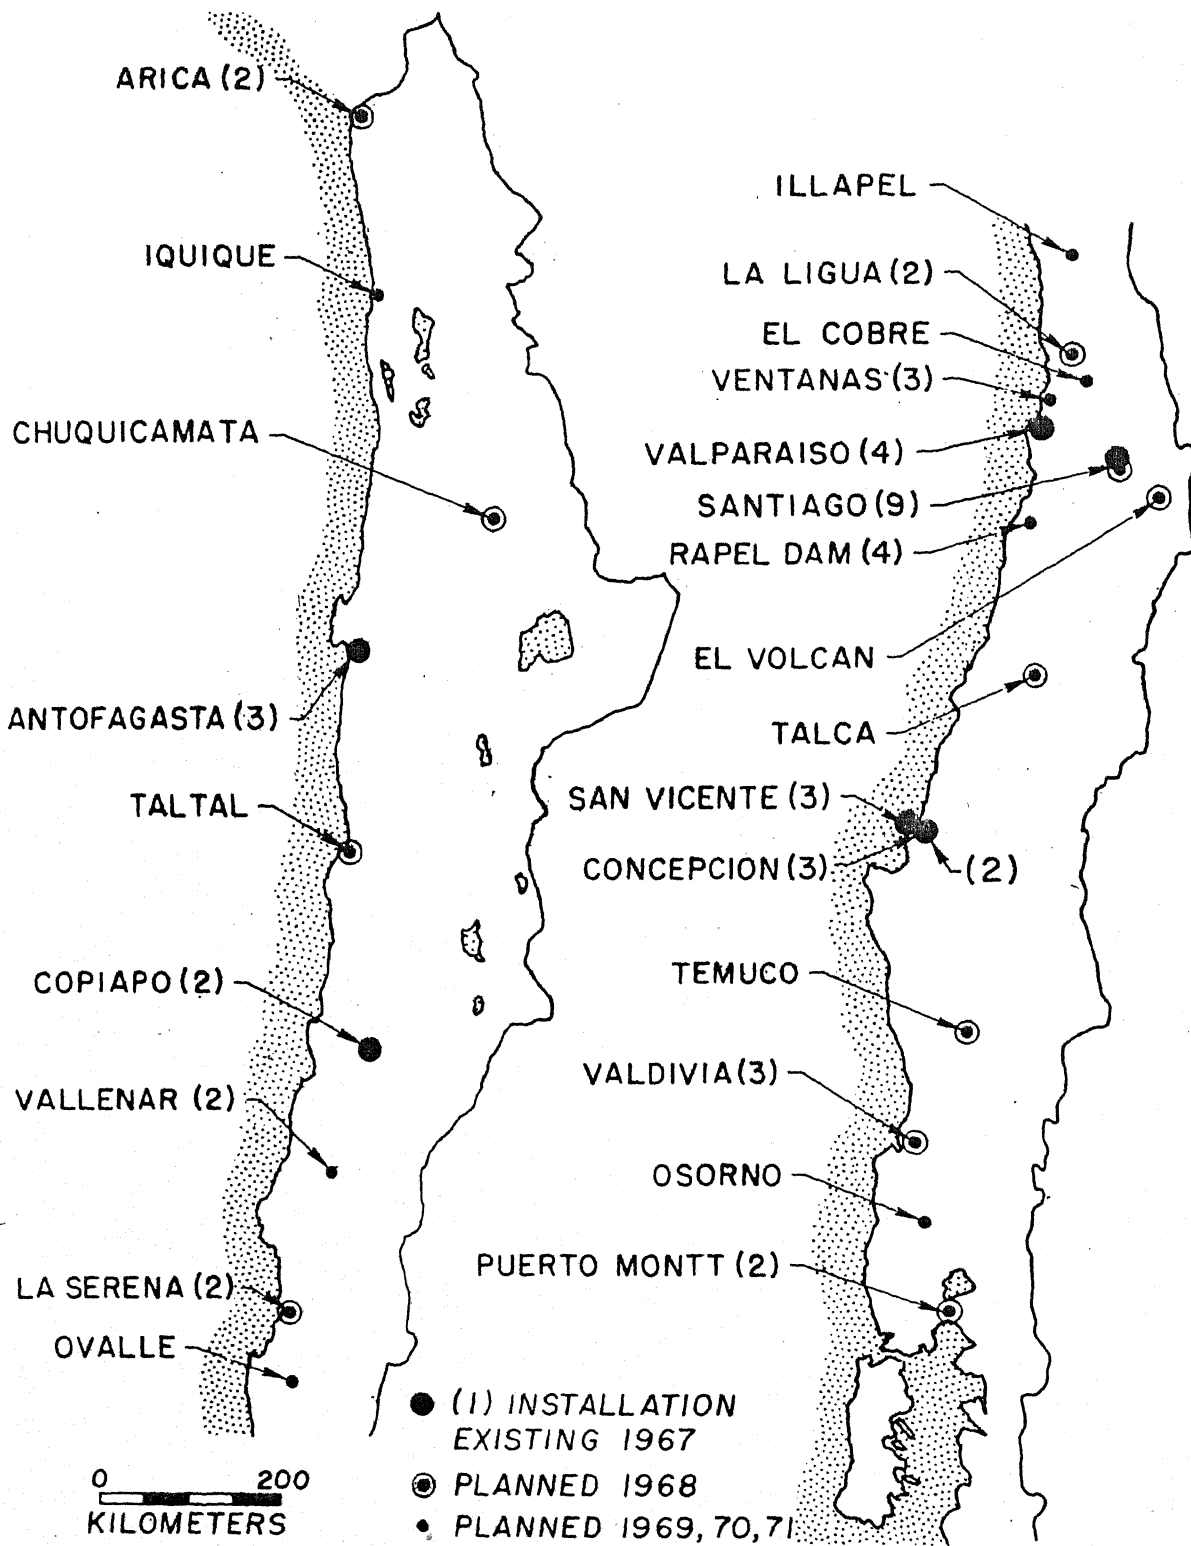 ARICA (2)
IQUIQUE
CHUQUICAMATA
ANTOFAGASTA (3)
TALTAL
COPIAPO (2)
VALLENAR (2)
LA SERENA (2)
OVALLE
ILLAPEL
LA LIGUA (2)
EL COBRE
VENTANAS (3)
VALPARAISO (4)
SANTIAGO (9)
RAPEL DAM (4)
EL VOLCAN
TALCA
SAN VICENTE (3)
CONCEPCION (3)
(2)
TEMUCO
VALDIVIA (3)
OSORNO
PUERTO MONTT (2)
(1) INSTALLATION
EXISTING 1967
PLANNED 1968
PLANNED 1969, 70, 71
0 200
KILOMETERS